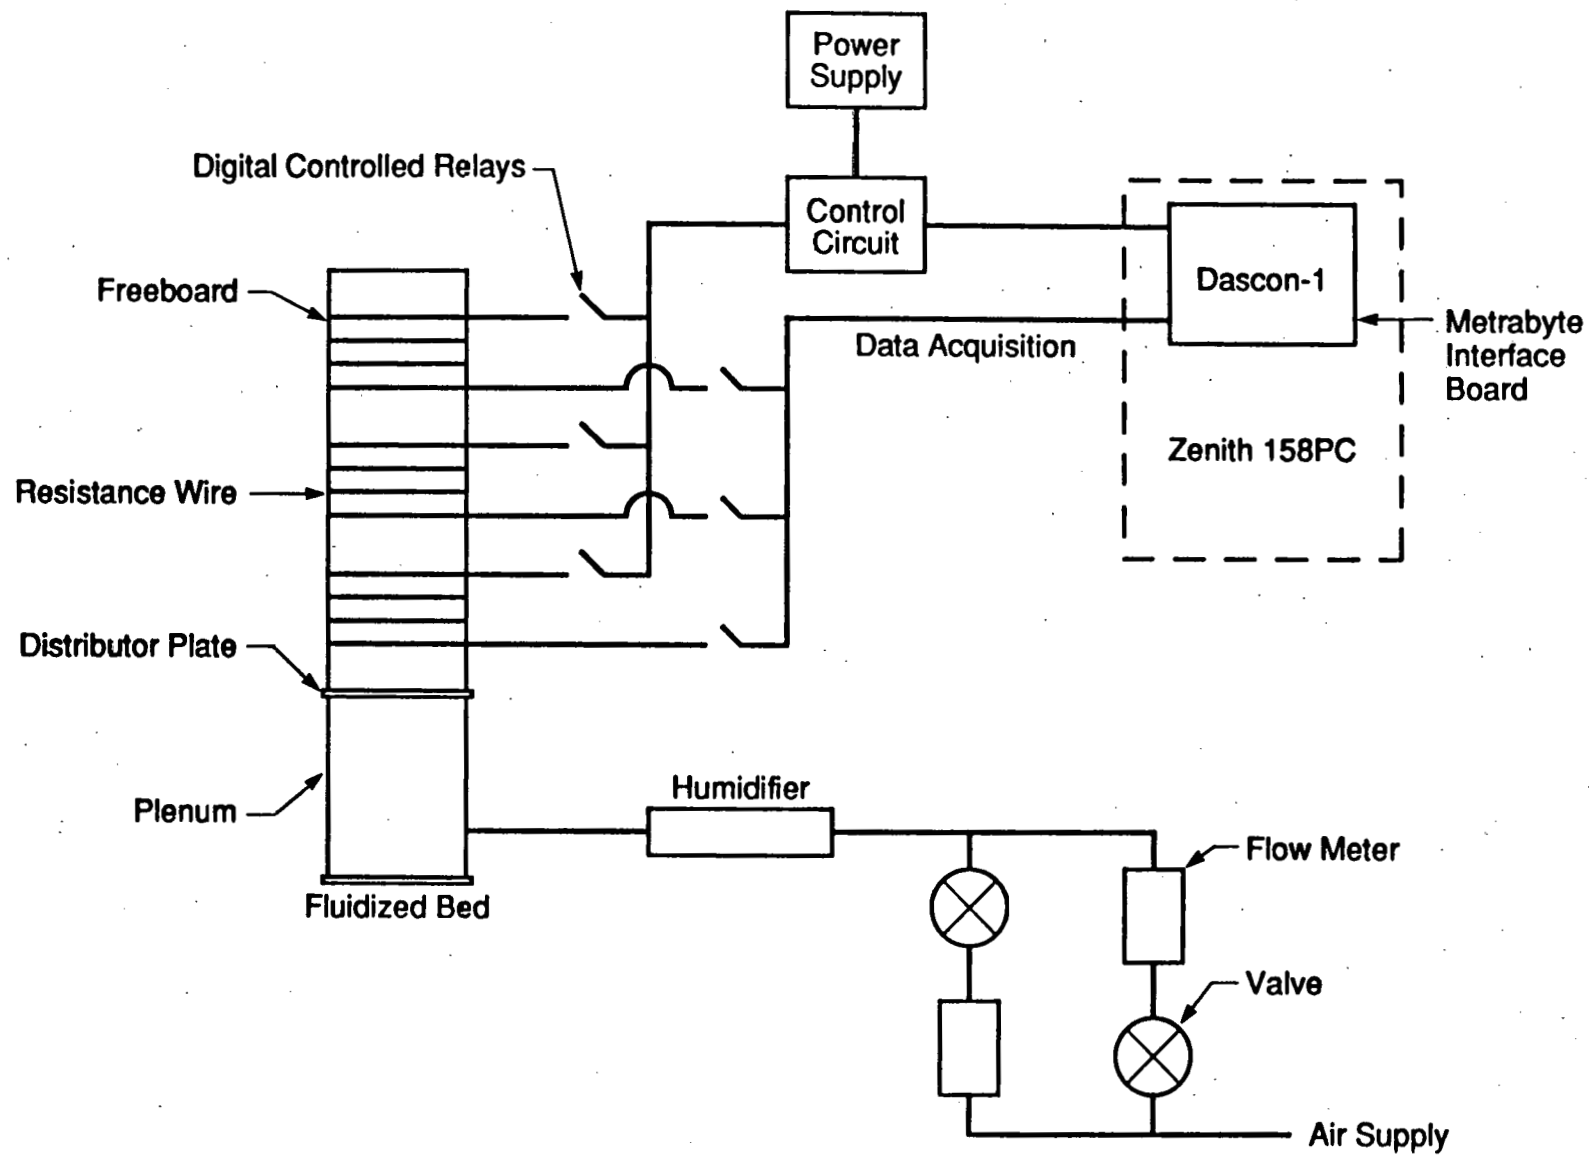 Power
Supply
Digital Controlled Relays
Control
Circuit
Freeboard
Dascon-1
Metrabyte
Interface
Board
Data Acquisition
Zenith 158PC
Resistance Wire
Distributor Plate
Plenum
Humidifier
Flow Meter
Fluidized Bed
Valve
Air Supply